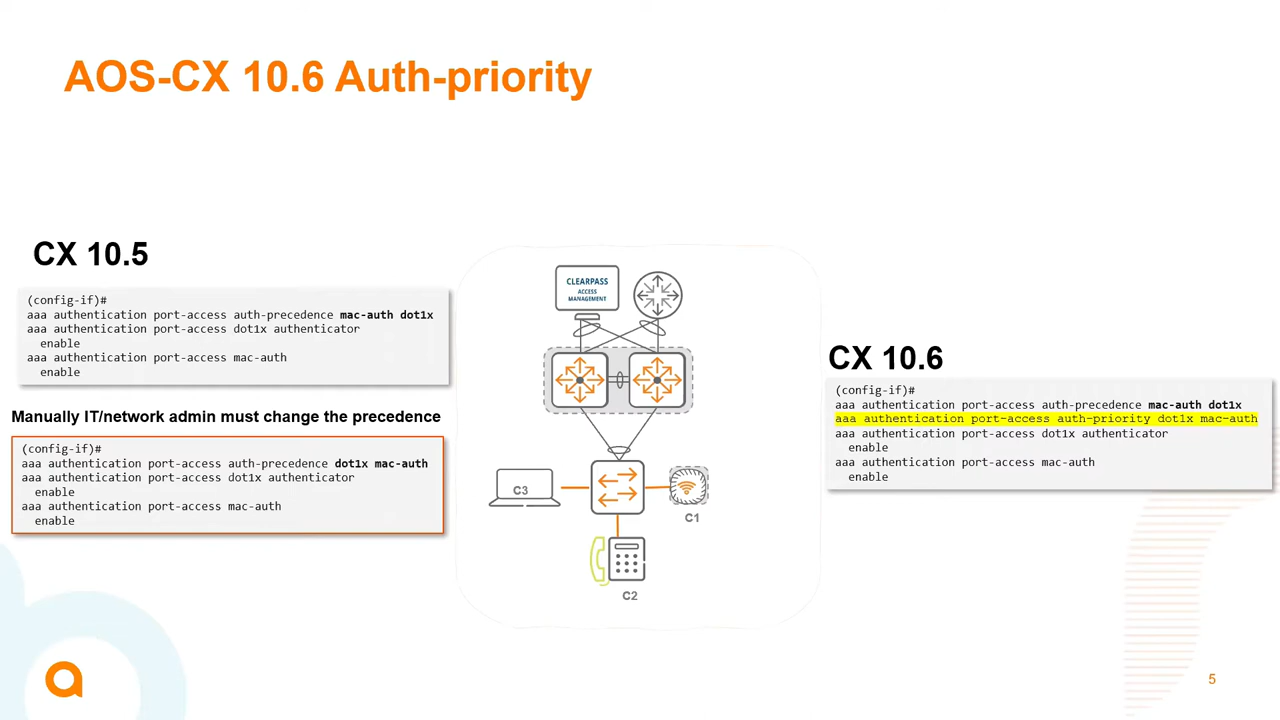 AOS-CX 10.6 Auth-priority
CX 10.5
(config-if)#
aaa authentication port-access auth-precedence mac-auth dot1x
aaa authentication port-access dot1x authenticator
enable
aaa authentication port-access mac-auth
enable
Manually IT/network admin must change the precedence
(config-if)#
aaa authentication port-access auth-precedence dot1x mac-auth
aaa authentication port-access dot1x authenticator
enable
aaa authentication port-access mac-auth
enable
CLEARPASS
ACCESS
MANAGEMENT
C3
C1
C2
CX 10.6
(config-if)#
aaa authentication port-access auth-precedence mac-auth dot1x
aaa authentication port-access auth-priority dot1x mac-auth
aaa authentication port-access dot1x authenticator
enable
aaa authentication port-access mac-auth
enable
5